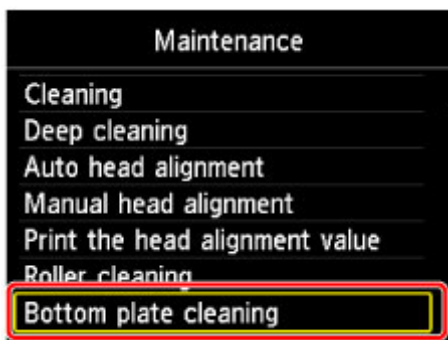 Maintenance
Cleaning
Deep cleaning
Auto head alignment
Manual head alignment
Print the head alignment value
Roller cleaning
Bottom plate cleaning